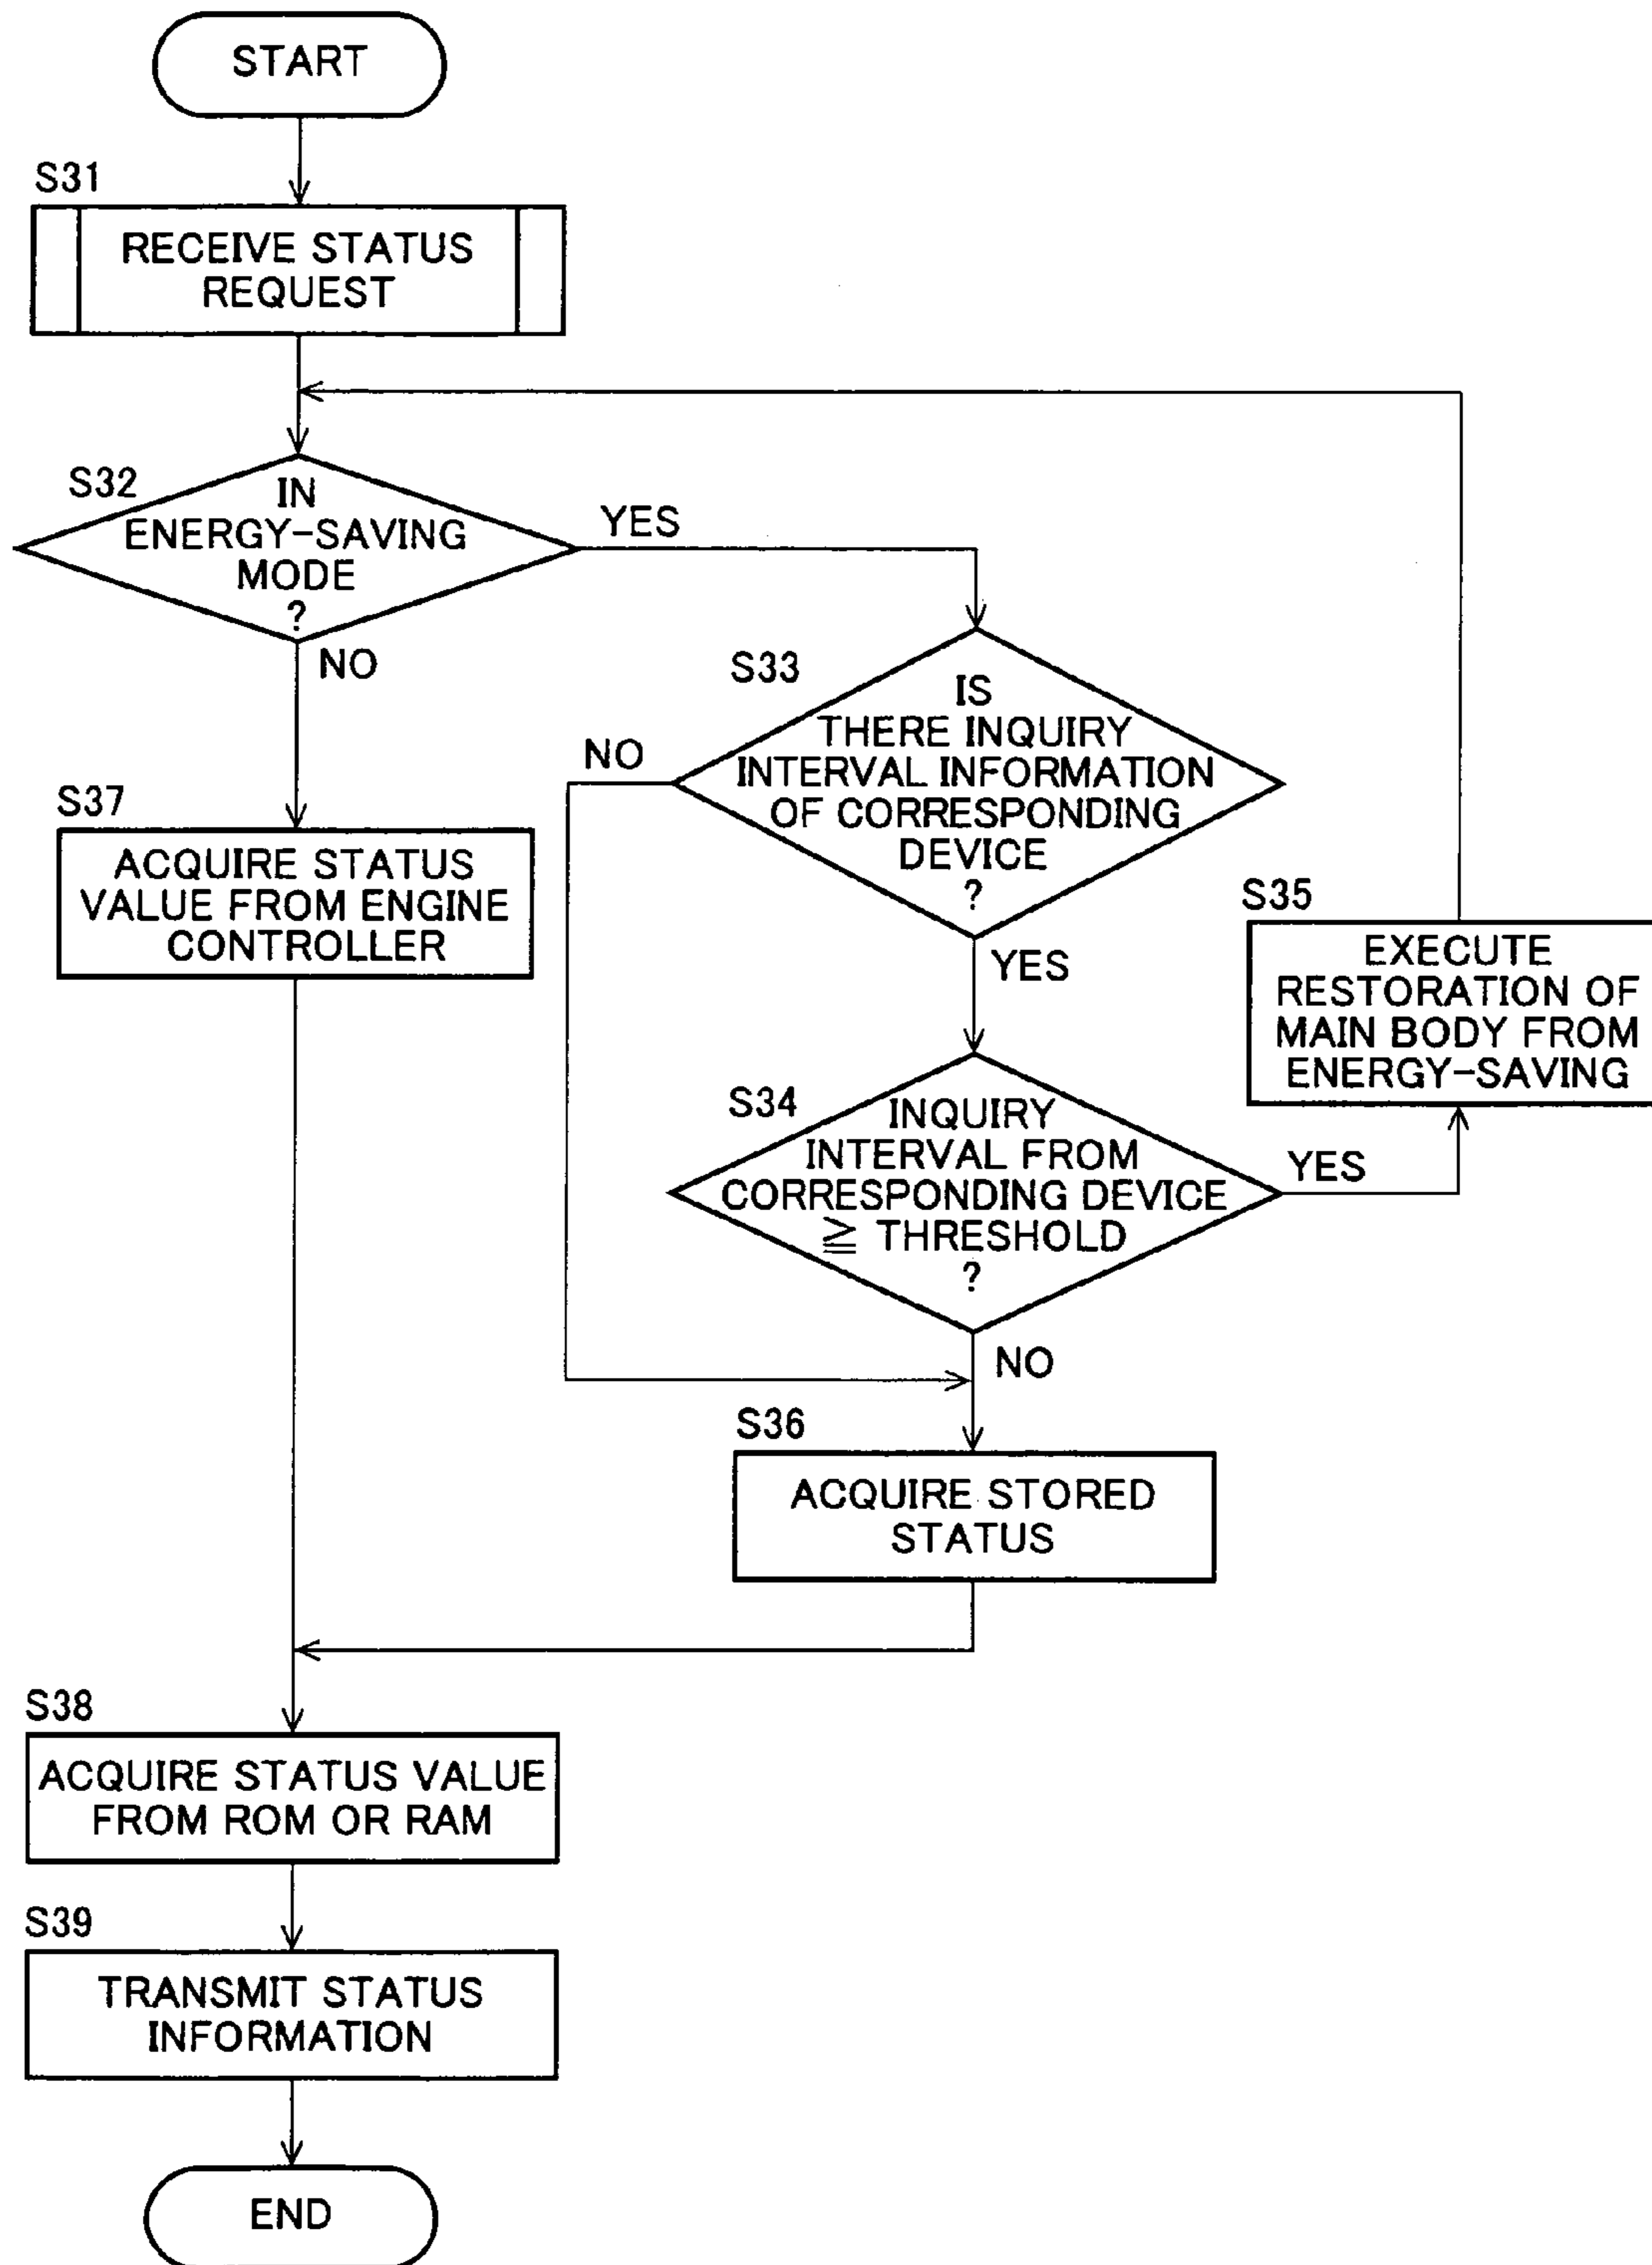 START
S31
RECEIVE STATUS
REQUEST
S32
IN
ENERGY-SAVING
MODE
?
YES
NO
S33
IS
THERE INQUIRY
INTERVAL INFORMATION
OF CORRESPONDING
DEVICE
?
NO
YES
S37
ACQUIRE STATUS
VALUE FROM ENGINE
CONTROLLER
S35
EXECUTE
RESTORATION OF
MAIN BODY FROM
ENERGY-SAVING
S34
INQUIRY
INTERVAL FROM
CORRESPONDING DEVICE
≧ THRESHOLD
?
YES
NO
S36
ACQUIRE STORED
STATUS
S38
ACQUIRE STATUS VALUE
FROM ROM OR RAM
S39
TRANSMIT STATUS
INFORMATION
END